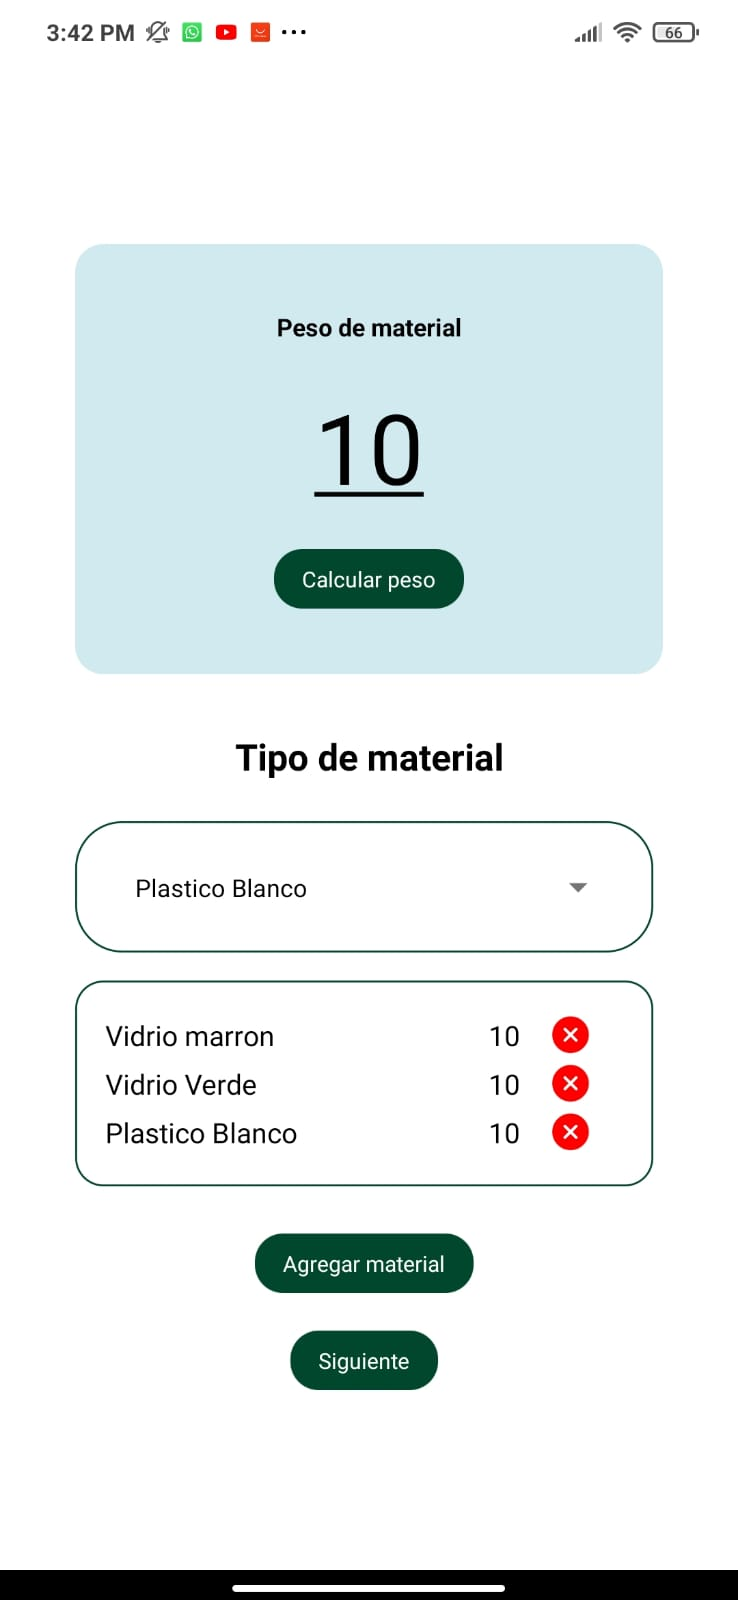 3:42 PM
66
Peso de material
10
Calcular peso
Tipo de material
Plastico Blanco
Vidrio marron 10
Vidrio Verde 10
Plastico Blanco 10
Agregar material
Siguiente